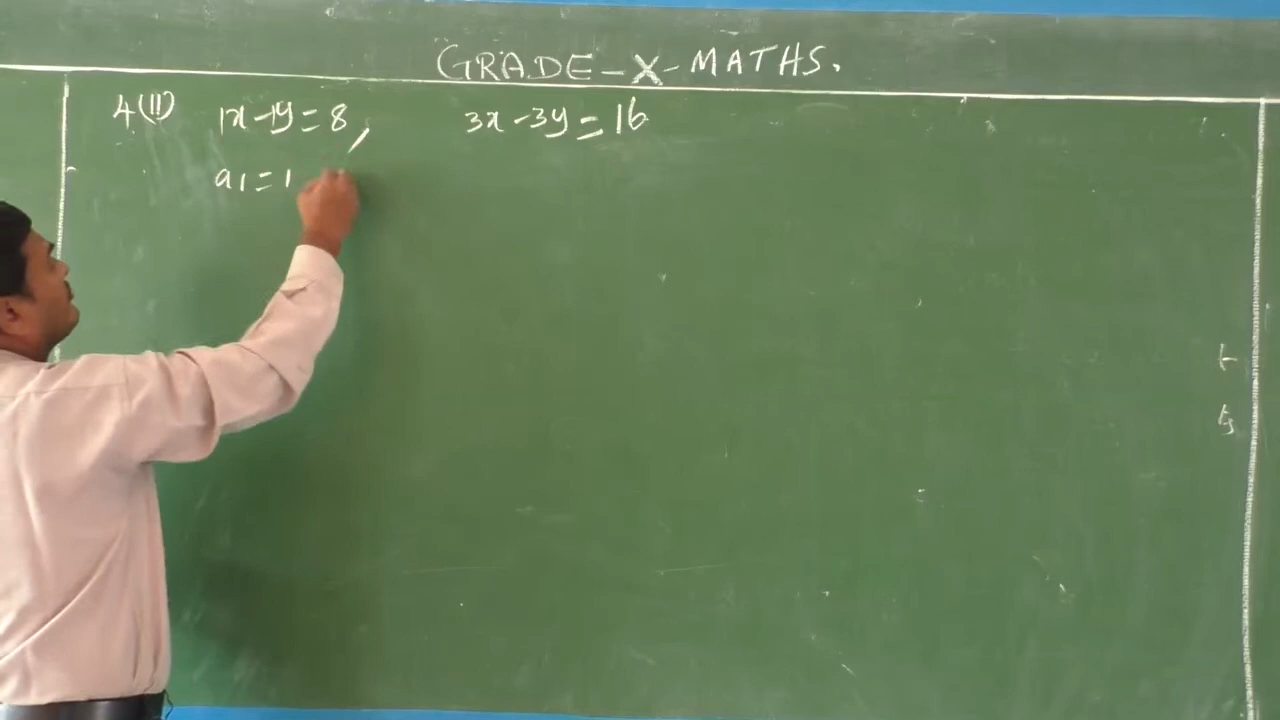 GRADE-X-MATHS.
4(II) 1x-1y=8, 3x-3y=16
a1=1